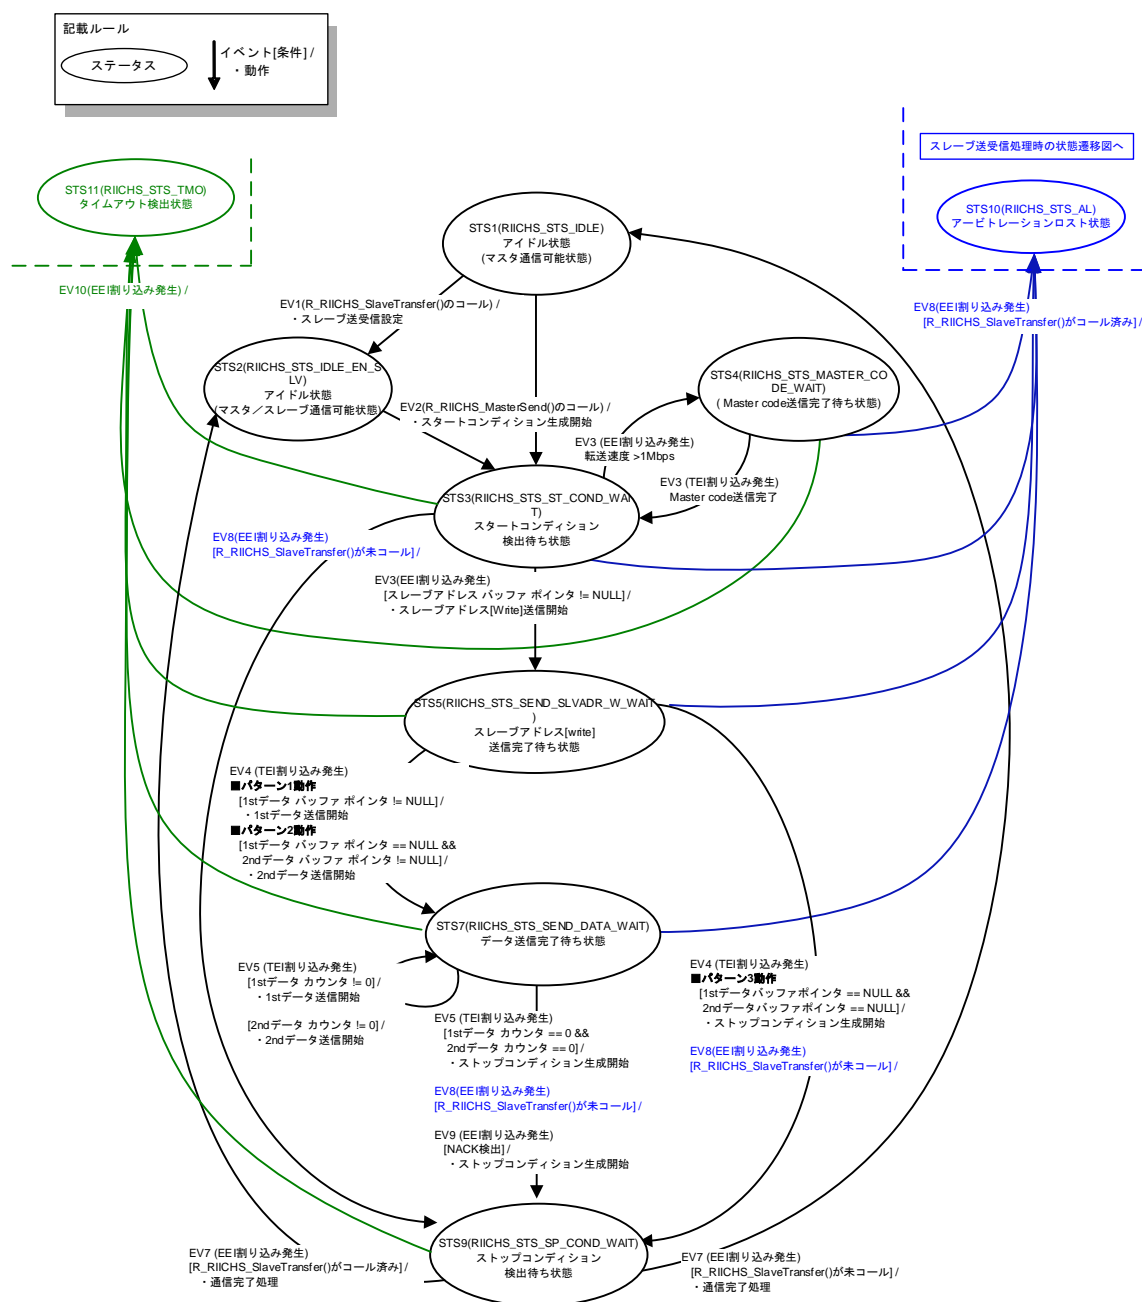 記載ルール
ステータス
イベント[条件] /
・動作
スレーブ送受信処理時の状態遷移図へ
STS11(RIICHS_STS_TMO)
タイムアウト検出状態
STS10(RIICHS_STS_AL)
アービトレーションロスト状態
STS1(RIICHS_STS_IDLE)
アイドル状態
(マスタ通信可能状態)
EV10(EEI割り込み発生) /
EV1(R_RIICHS_SlaveTransfer()のコール) /
・スレーブ送受信設定
EV8(EEI割り込み発生)
[R_RIICHS_SlaveTransfer()がコール済み] /
STS2(RIICHS_STS_IDLE_EN_S
LV)
アイドル状態
(マスタ／スレーブ通信可能状態)
STS4(RIICHS_STS_MASTER_CO
DE_WAIT)
( Master code送信完了待ち状態)
EV2(R_RIICHS_MasterSend()のコール) /
・スタートコンディション生成開始
EV3 (EEI割り込み発生)
転送速度 >1Mbps
EV3 (TEI割り込み発生)
Master code送信完了
STS3(RIICHS_STS_ST_COND_WAI
T)
スタートコンディション
検出待ち状態
EV8(EEI割り込み発生)
[R_RIICHS_SlaveTransfer()が未コール] /
EV3(EEI割り込み発生)
[スレーブアドレス バッファ ポインタ != NULL] /
・スレーブアドレス[Write]送信開始
STS5(RIICHS_STS_SEND_SLVADR_W_WAIT
)
スレーブアドレス[write]
送信完了待ち状態
EV4 (TEI割り込み発生)
■パターン1動作
[1stデータ バッファ ポインタ != NULL] /
・1stデータ送信開始
■パターン2動作
[1stデータ バッファ ポインタ == NULL &&
2ndデータ バッファ ポインタ != NULL] /
・2ndデータ送信開始
STS7(RIICHS_STS_SEND_DATA_WAIT)
データ送信完了待ち状態
EV5 (TEI割り込み発生)
[1stデータ カウンタ != 0] /
・1stデータ送信開始
[2ndデータ カウンタ != 0] /
・2ndデータ送信開始
EV4 (TEI割り込み発生)
■パターン3動作
[1stデータバッファポインタ == NULL &&
2ndデータバッファポインタ == NULL] /
・ストップコンディション生成開始
EV8(EEI割り込み発生)
[R_RIICHS_SlaveTransfer()が未コール] /
EV5 (TEI割り込み発生)
[1stデータ カウンタ == 0 &&
2ndデータ カウンタ == 0] /
・ストップコンディション生成開始
EV8(EEI割り込み発生)
[R_RIICHS_SlaveTransfer()が未コール] /
EV9 (EEI割り込み発生)
[NACK検出] /
・ストップコンディション生成開始
STS9(RIICHS_STS_SP_COND_WAIT)
ストップコンディション
検出待ち状態
EV7 (EEI割り込み発生)
[R_RIICHS_SlaveTransfer()がコール済み] /
・通信完了処理
EV7 (EEI割り込み発生)
[R_RIICHS_SlaveTransfer()が未コール] /
・通信完了処理